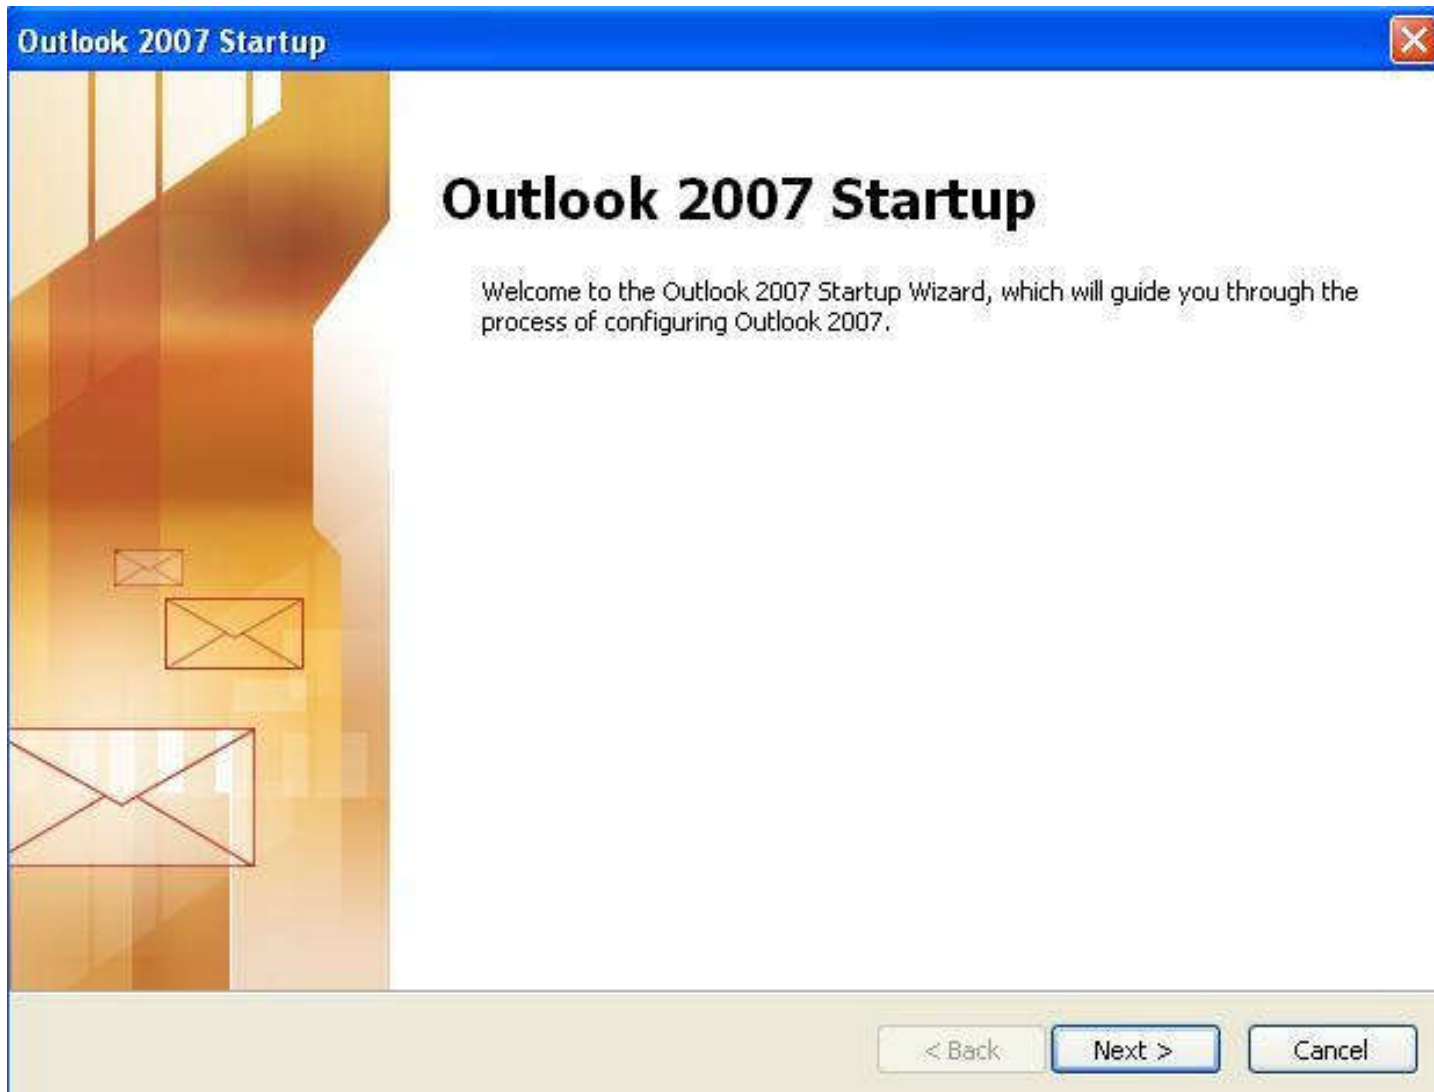 Outlook 2007 Startup
Outlook 2007 Startup
Welcome to the Outlook 2007 Startup Wizard, which will guide you through the
process of configuring Outlook 2007.
< Back
Next >
Cancel